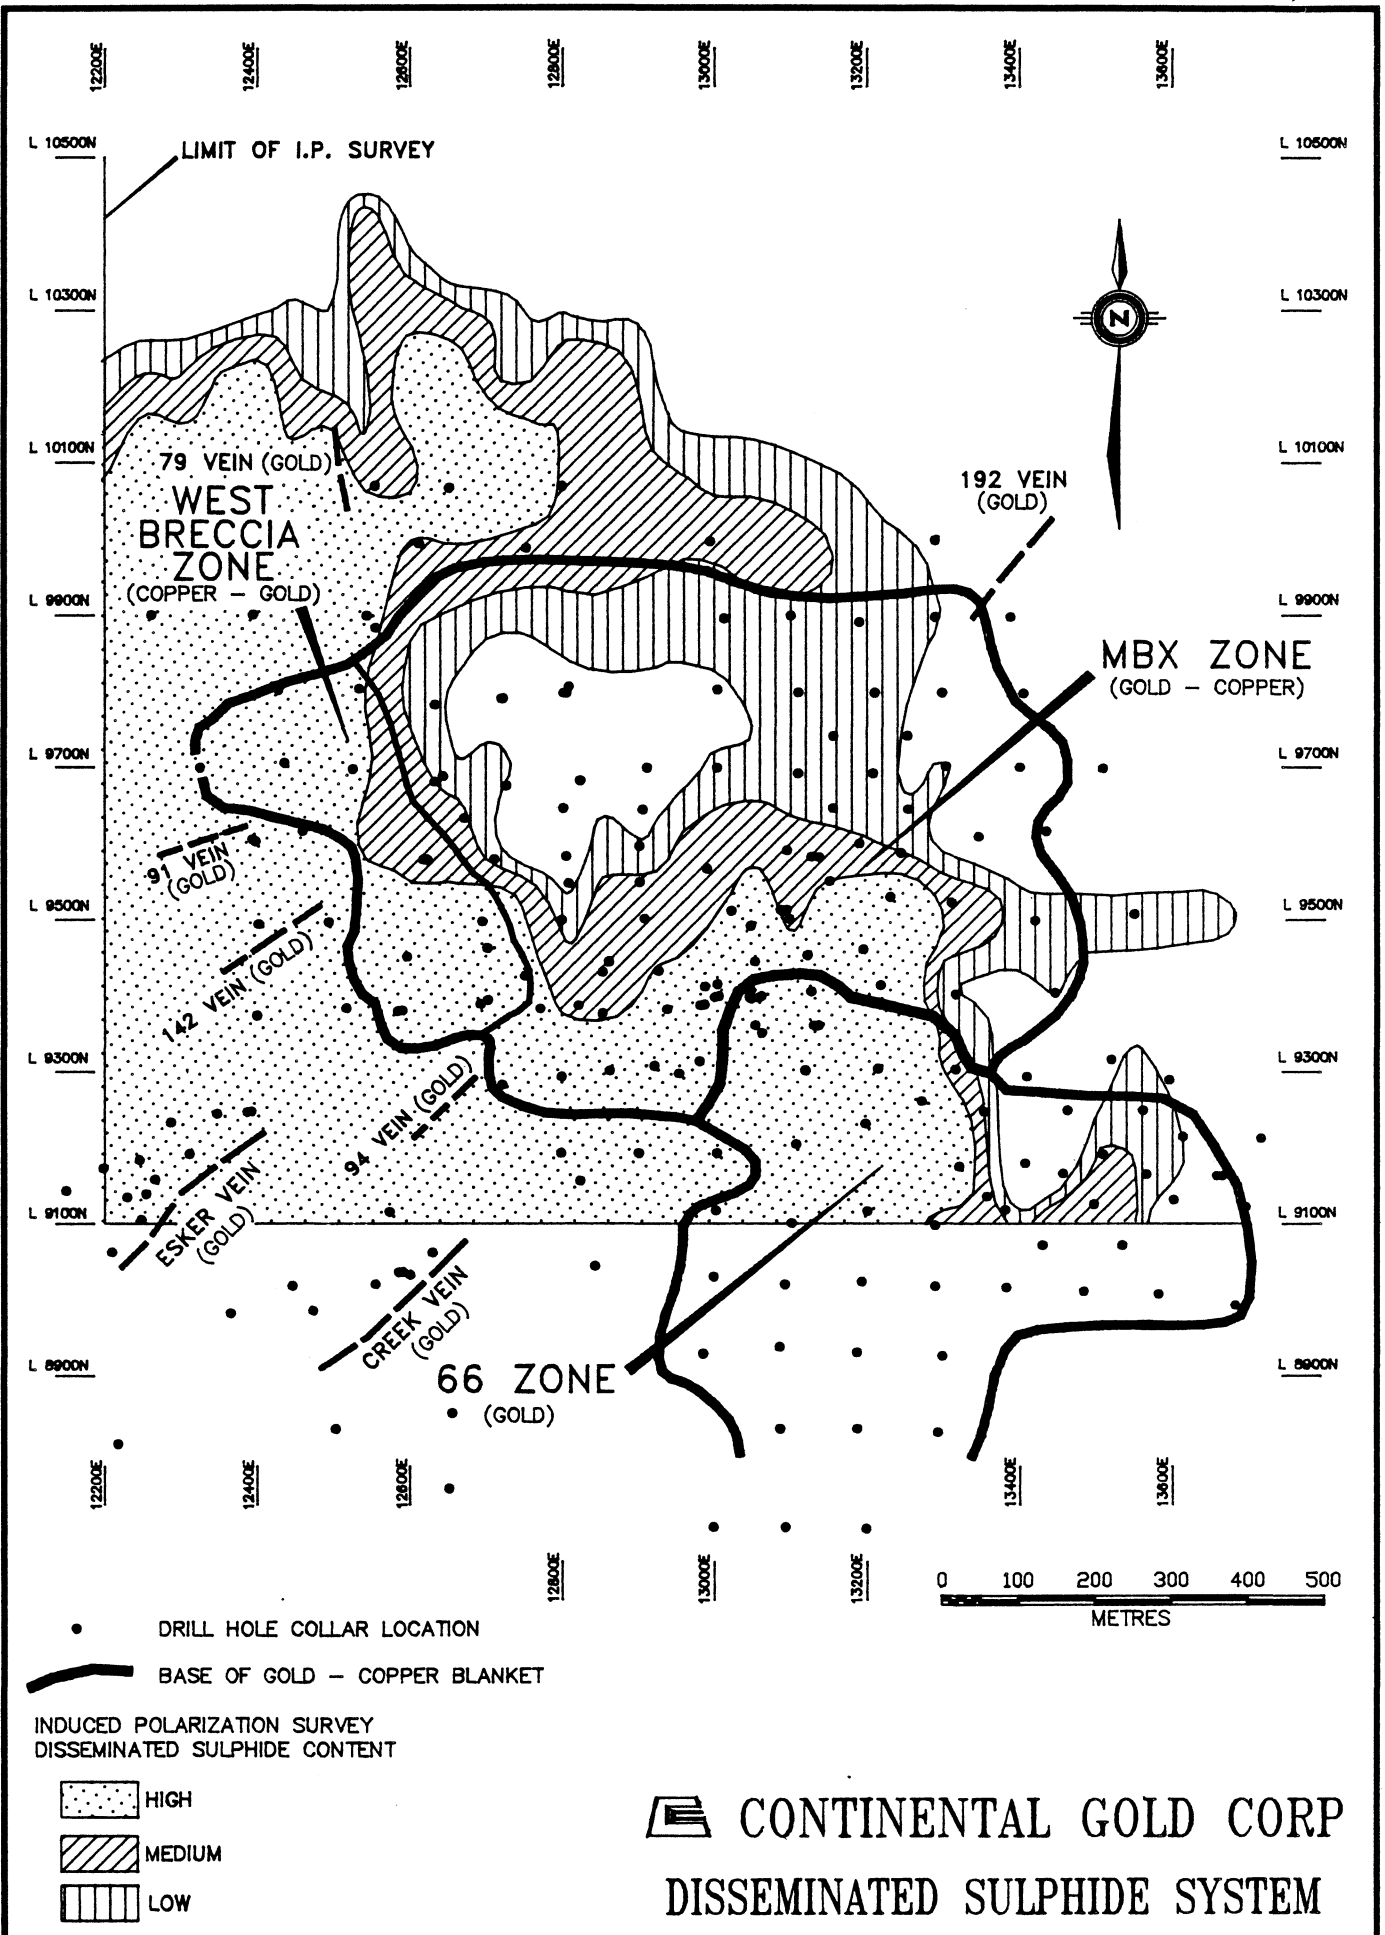 12200E
12400E
12600E
12800E
13000E
13200E
13400E
13600E
L 10500N
L 10500N
LIMIT OF I.P. SURVEY
L 10300N
L 10300N
N
L 10100N
L 10100N
79 VEIN (GOLD)
192 VEIN
(GOLD)
WEST
BRECCIA
ZONE
(COPPER – GOLD)
L 9900N
L 9900N
MBX ZONE
(GOLD – COPPER)
L 9700N
L 9700N
91 VEIN
(GOLD)
L 9500N
L 9500N
142 VEIN (GOLD)
L 9300N
L 9300N
94 VEIN (GOLD)
ESKER VEIN
(GOLD)
L 9100N
L 9100N
CREEK VEIN
(GOLD)
L 8900N
L 8900N
66 ZONE
(GOLD)
12200E
12400E
12600E
13400E
13600E
12800E
13000E
13200E
0 100 200 300 400 500
METRES
DRILL HOLE COLLAR LOCATION
BASE OF GOLD – COPPER BLANKET
INDUCED POLARIZATION SURVEY
DISSEMINATED SULPHIDE CONTENT
HIGH
MEDIUM
LOW
CONTINENTAL GOLD CORP
DISSEMINATED SULPHIDE SYSTEM